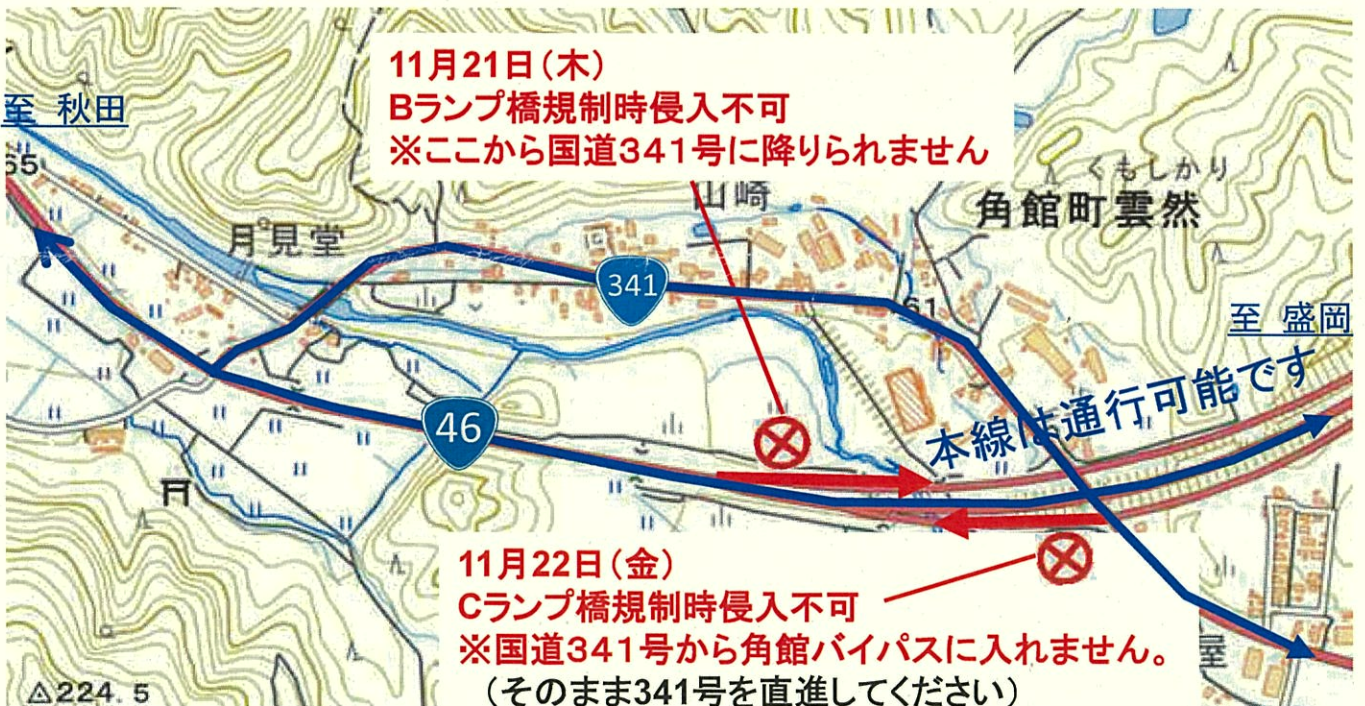 11月21日（木）
Bランプ橋規制時侵入不可
※ここから国道341号に降りられません
至 秋田
65
くもしかり
山崎
角館町雲然
月見堂
341
61
至 盛岡
本線は通行可能です
46
11月22日（金）
Cランプ橋規制時侵入不可
※国道341号から角館バイパスに入れません。
（そのまま341号を直進してください）
屋
224.5